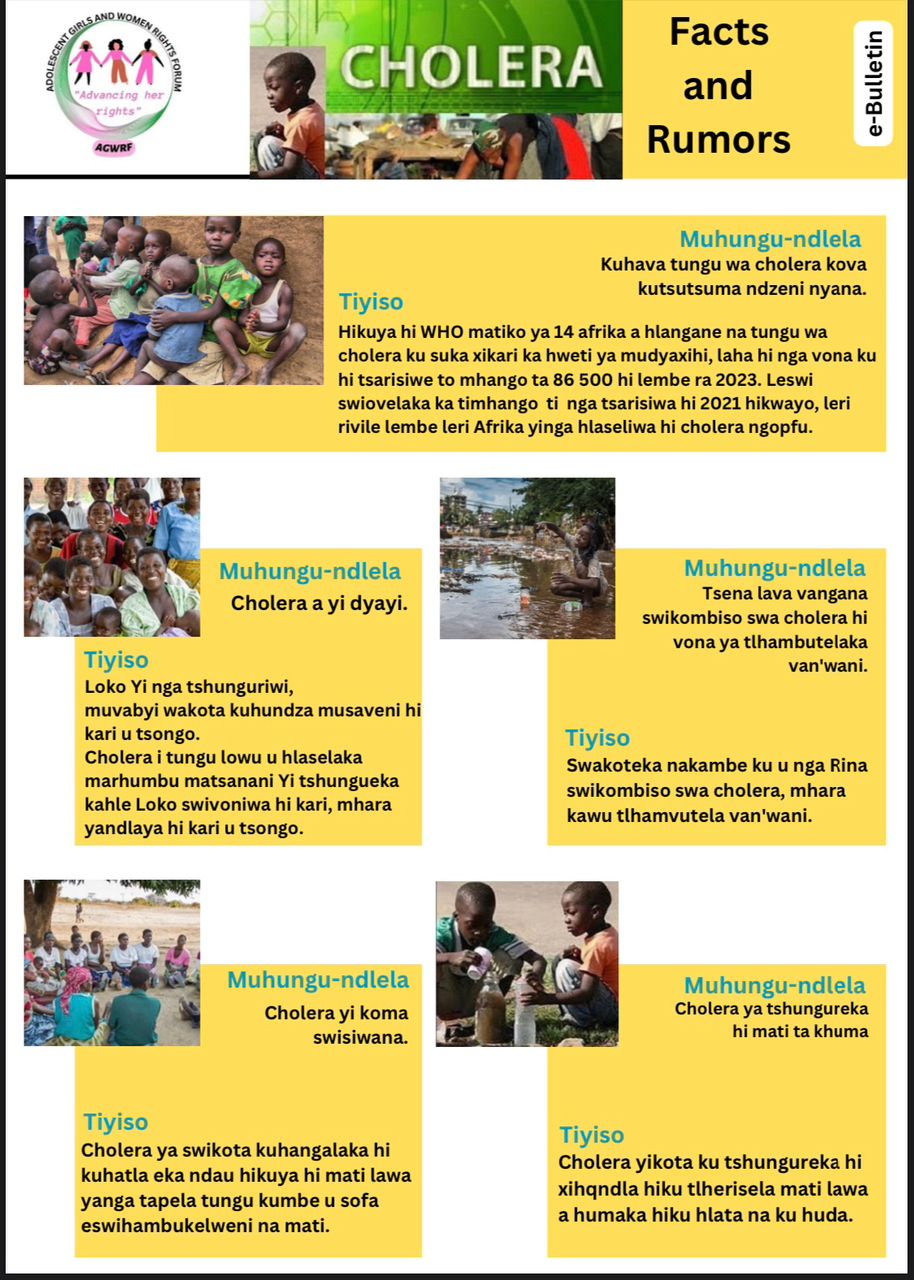 ADOLESCENT GIRLS AND WOMEN RIGHTS FORUM
"Advancing her
rights"
AGWRF
CHOLERA
Facts
and
Rumors
e-Bulletin
Muhungu-ndlela
Kuhava tungu wa cholera kova
kutsutsuma ndzeni nyana.
Tiyiso
Hikuya hi WHO matiko ya 14 afrika a hlangane na tungu wa
cholera ku suka xikari ka hweti ya mudyaxihi, laha hi nga vona ku
hi tsarisiwe to mhango ta 86 500 hi lembe ra 2023. Leswi
swiovelaka ka timhango ti nga tsarisiwa hi 2021 hikwayo, leri
rivile lembe leri Afrika yinga hlaseliwa hi cholera ngopfu.
Muhungu-ndlela
Cholera a yi dyayi.
Tiyiso
Loko Yi nga tshunguriwi,
muvabyi wakota kuhundza musaveni hi
kari u tsongo.
Cholera i tungu lowu u hlaselaka
marhumbu matsanani Yi tshungueka
kahle Loko swivoniwa hi kari, mhara
yandlaya hi kari u tsongo.
Muhungu-ndlela
Tsena lava vangana
swikombiso swa cholera hi
vona ya tlhambutelaka
van'wani.
Tiyiso
Swakoteka nakambe ku u nga Rina
swikombiso swa cholera, mhara
kawu tlhamvutela van'wani.
Muhungu-ndlela
Cholera yi koma
swisiwana.
Tiyiso
Cholera ya swikota kuhangalaka hi
kuhatla eka ndau hikuya hi mati lawa
yanga tapela tungu kumbe u sofa
eswihambukelweni na mati.
Muhungu-ndlela
Cholera ya tshungureka
hi mati ta khuma
Tiyiso
Cholera yikota ku tshungureka hi
xihqndla hiku tlherisela mati lawa
a humaka hiku hlata na ku huda.